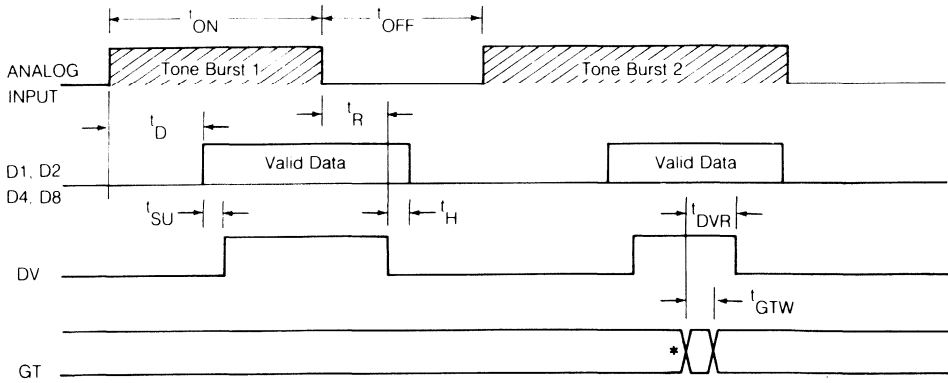 tON
tOFF
ANALOG
INPUT
Tone Burst 1
Tone Burst 2
tD
tR
D1, D2
D4, D8
Valid Data
Valid Data
tSU
tH
tDVR
DV
tGTW
GT
*